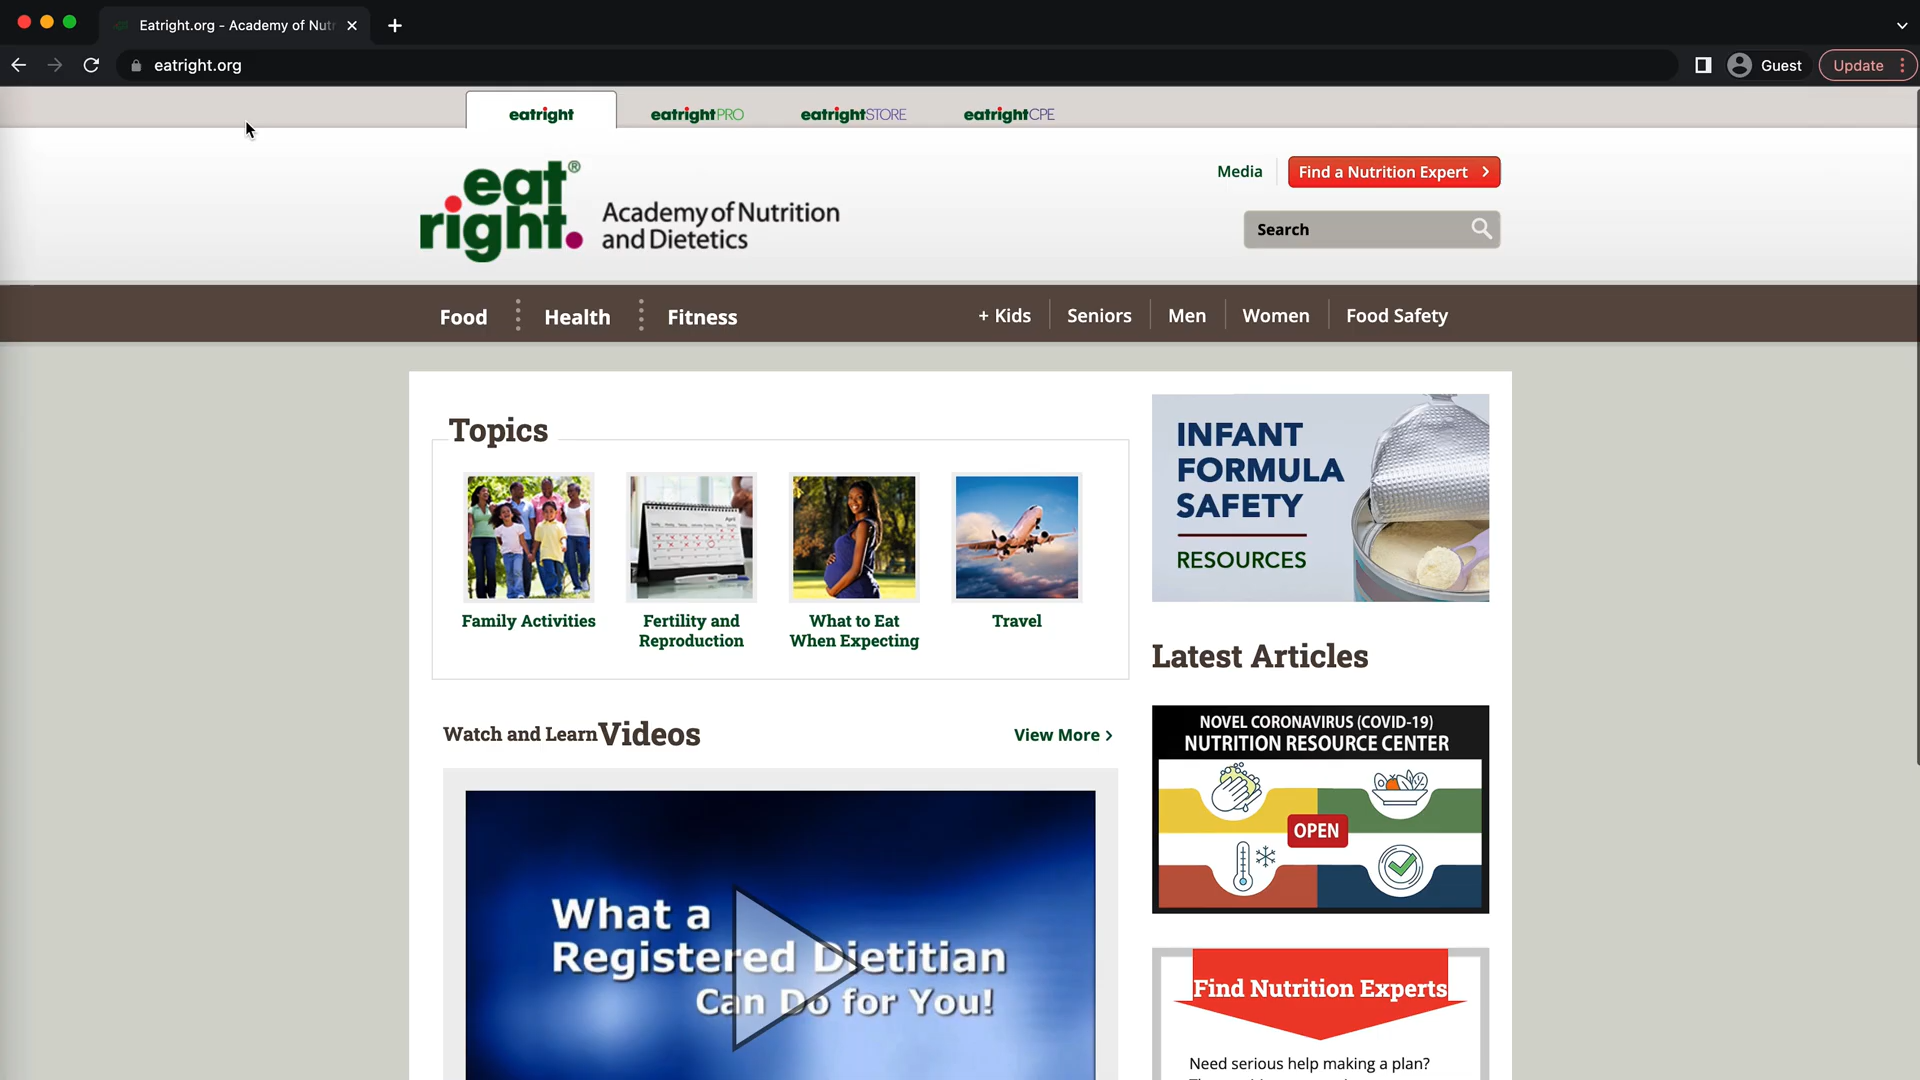 Eatright.org - Academy of Nutr
eatright.org
Guest
Update
eatright
eatrightPRO
eatrightSTORE
eatrightCPE
eat®
right.
Academy of Nutrition
and Dietetics
Media
Find a Nutrition Expert
Search
Food
Health
Fitness
+ Kids
Seniors
Men
Women
Food Safety
Topics
Family Activities
Fertility and
Reproduction
What to Eat
When Expecting
Travel
INFANT
FORMULA
SAFETY
RESOURCES
Latest Articles
Watch and Learn Videos
View More >
NOVEL CORONAVIRUS (COVID-19)
NUTRITION RESOURCE CENTER
OPEN
What a
Registered Dietitian
Can Do for You!
Find Nutrition Experts
Need serious help making a plan?